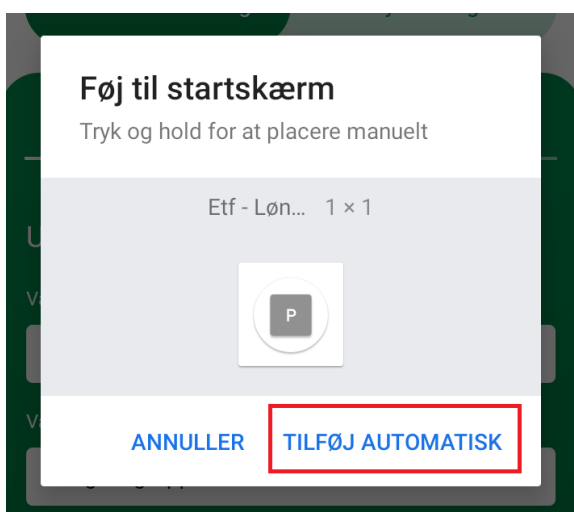 Føj til startskærm
Tryk og hold for at placere manuelt
Etf - Løn... 1 × 1
P
ANNULLER TILFØJ AUTOMATISK